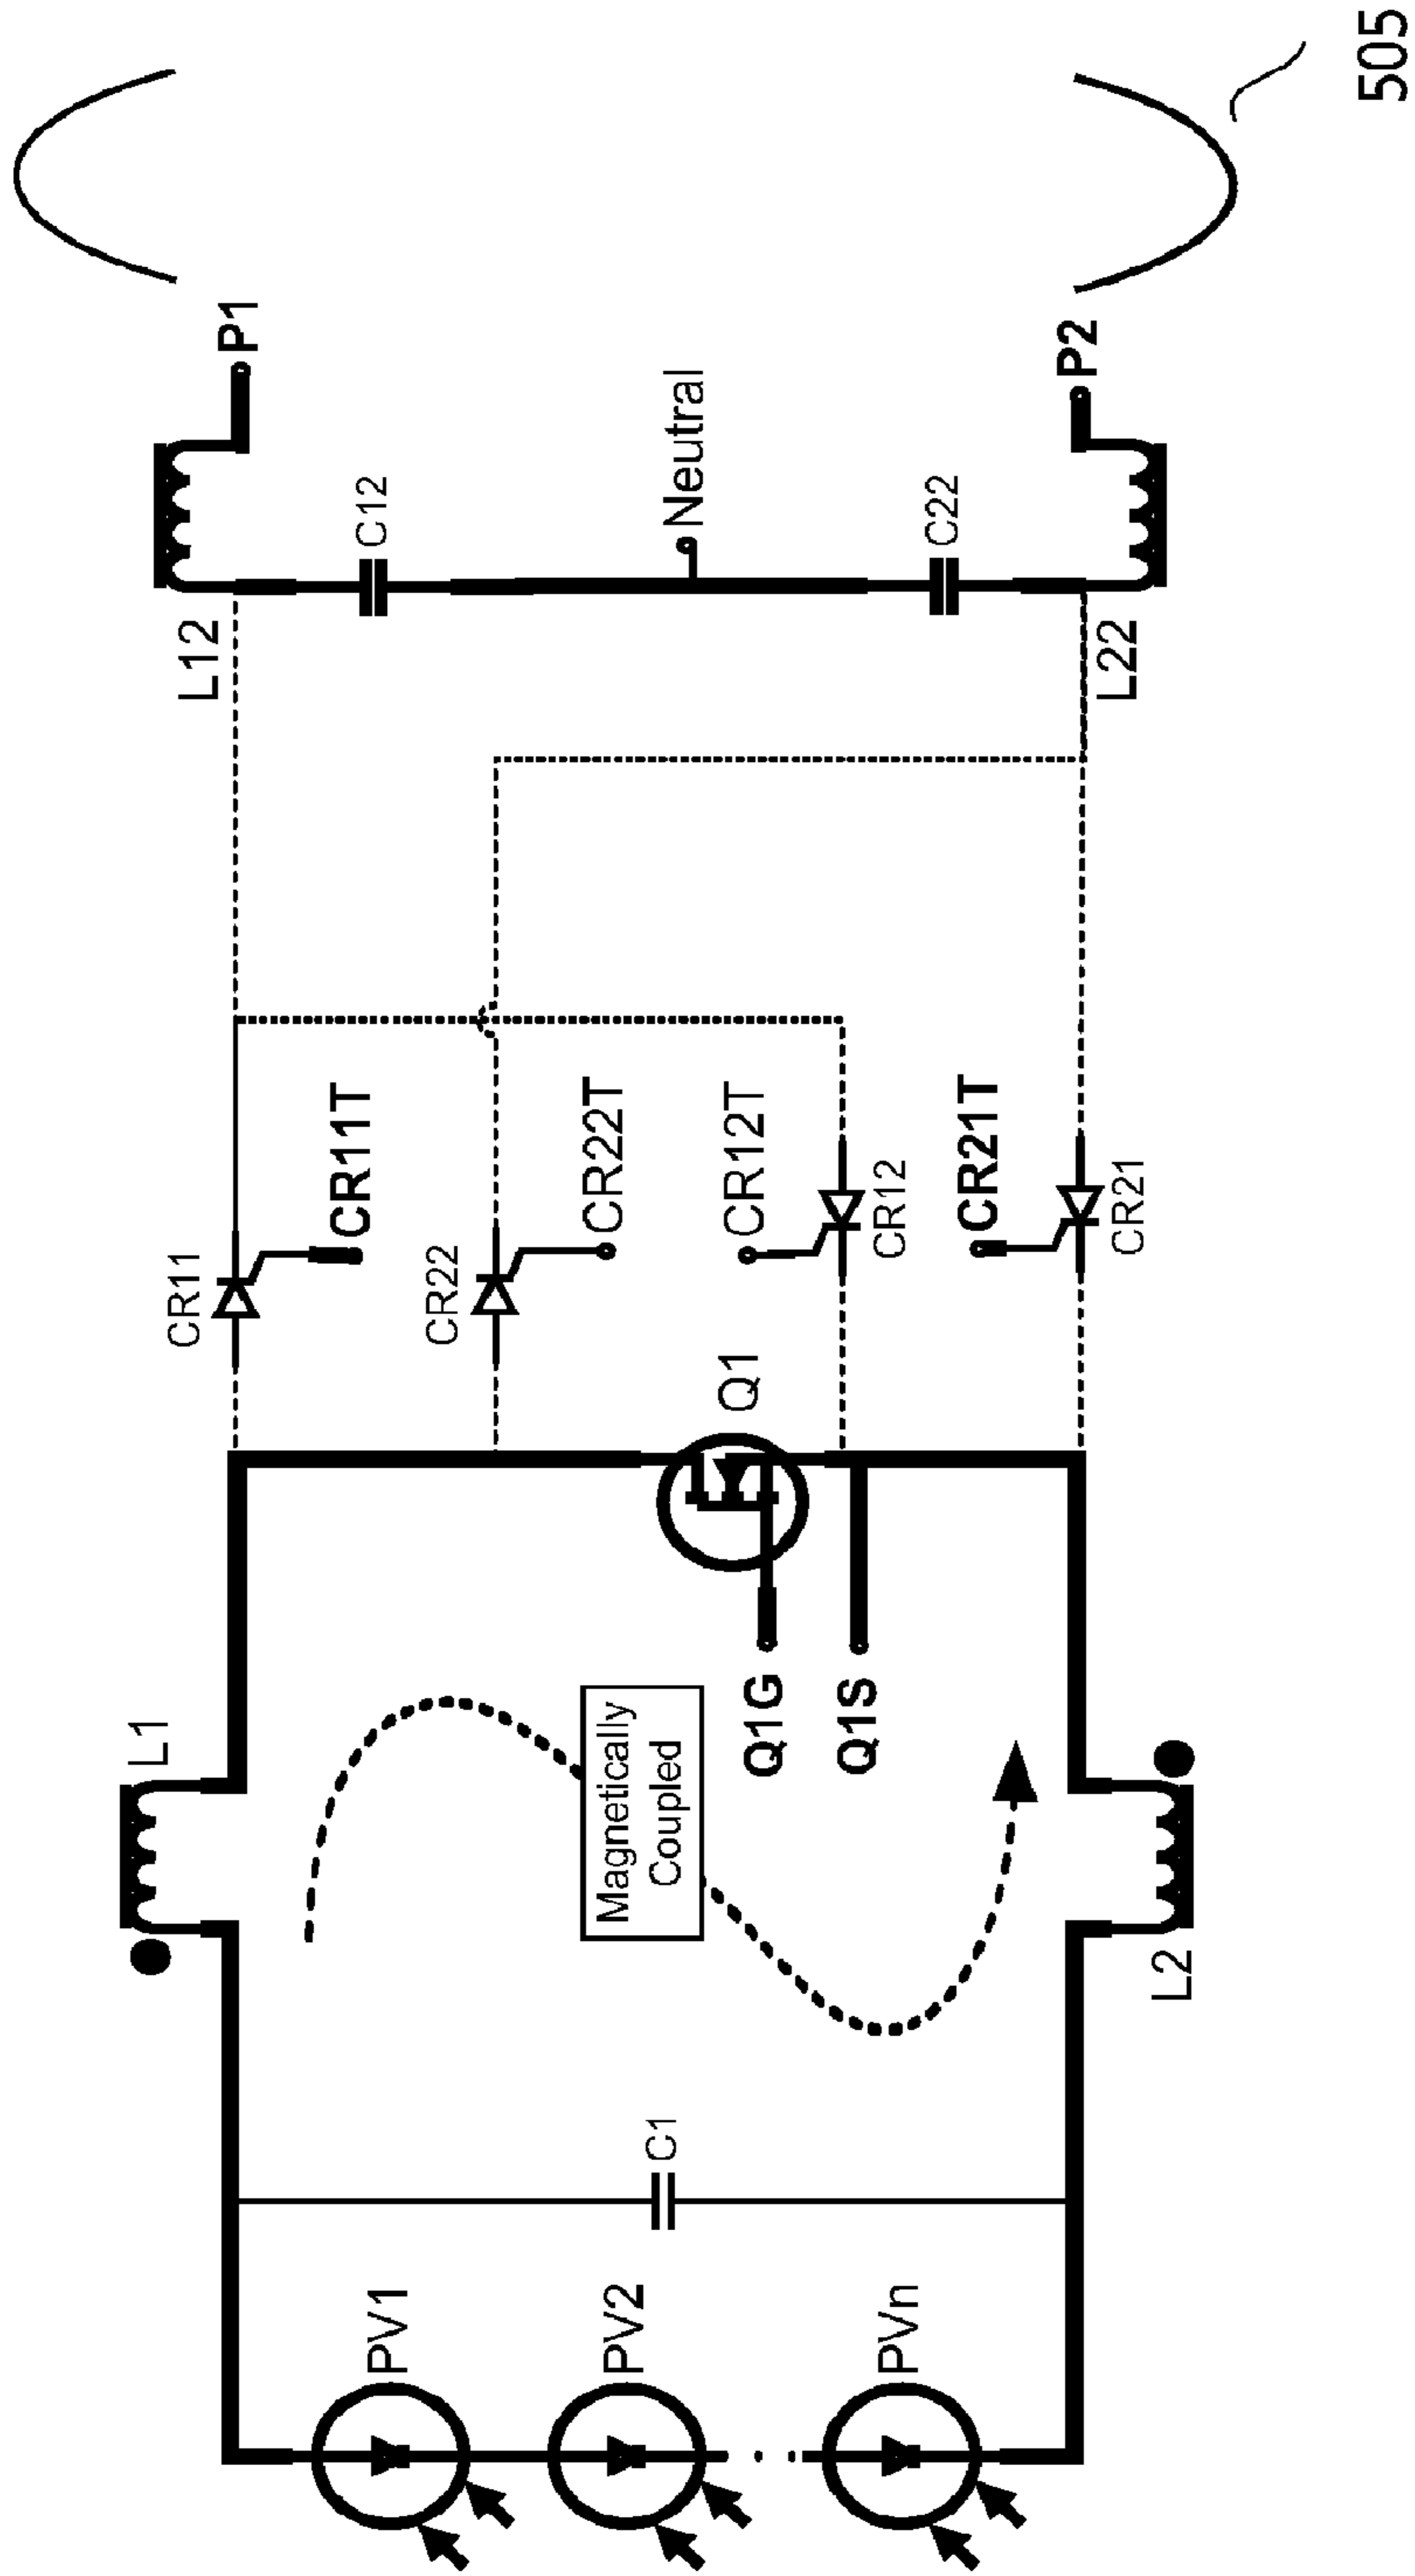 505
P1
P2
Neutral
C12
C22
L12
L22
CR11T
CR22T
CR12T
CR21T
CR11
CR22
CR12
CR21
Q1
Q1G
Q1S
Magnetically
Coupled
L1
L2
C1
PV1
PV2
PVn